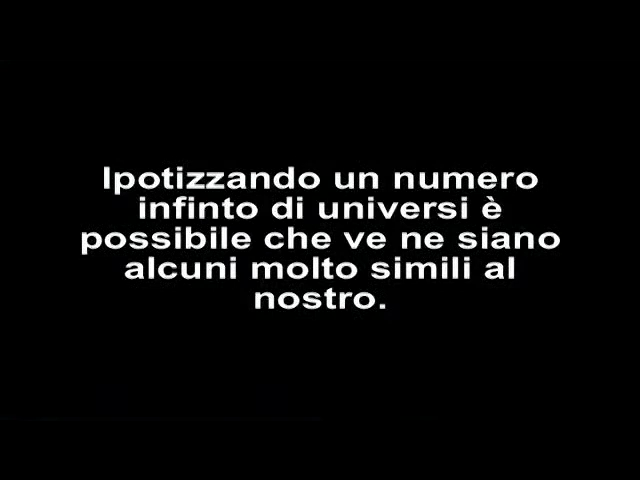 Ipotizzando un numero
infinto di universi è
possibile che ve ne siano
alcuni molto simili al
nostro.